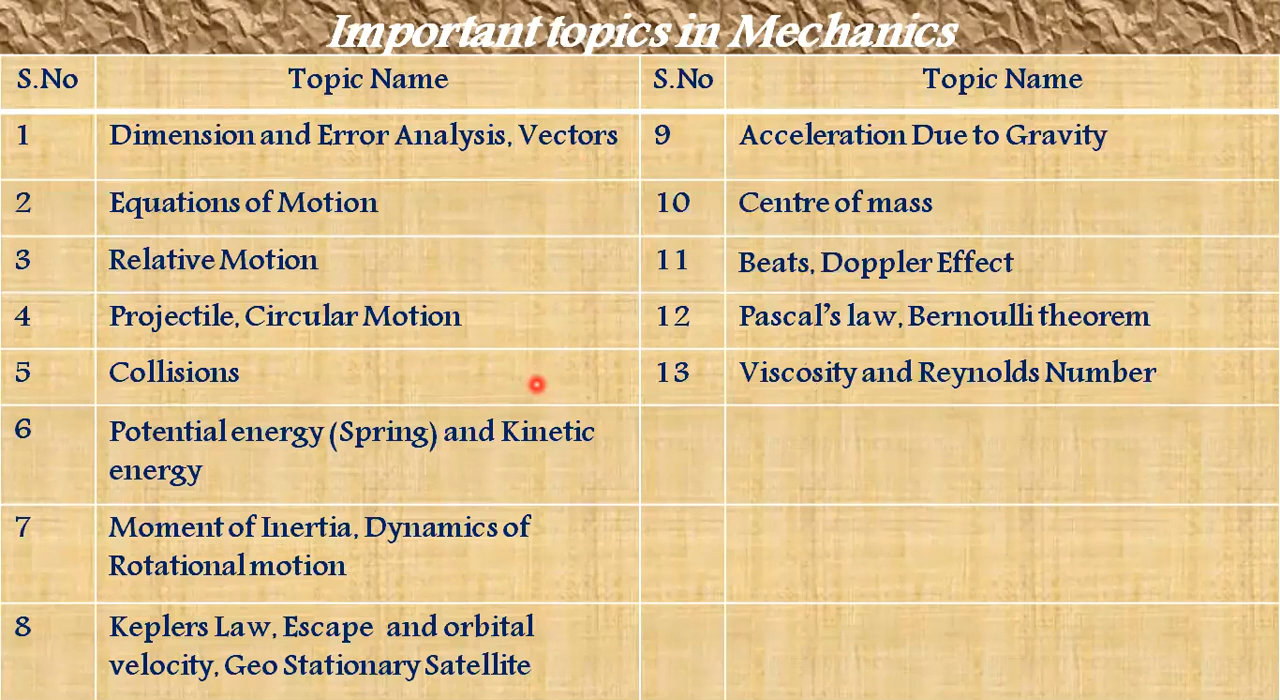 Important topics in Mechanics
S.No Topic Name S.No Topic Name
1 Dimension and Error Analysis, Vectors 9 Acceleration Due to Gravity
2 Equations of Motion 10 Centre of mass
3 Relative Motion 11 Beats, Doppler Effect
4 Projectile, Circular Motion 12 Pascal's law, Bernoulli theorem
5 Collisions 13 Viscosity and Reynolds Number
6 Potential energy (Spring) and Kinetic
energy
7 Moment of Inertia, Dynamics of
Rotational motion
8 Keplers Law, Escape and orbital
velocity, Geo Stationary Satellite